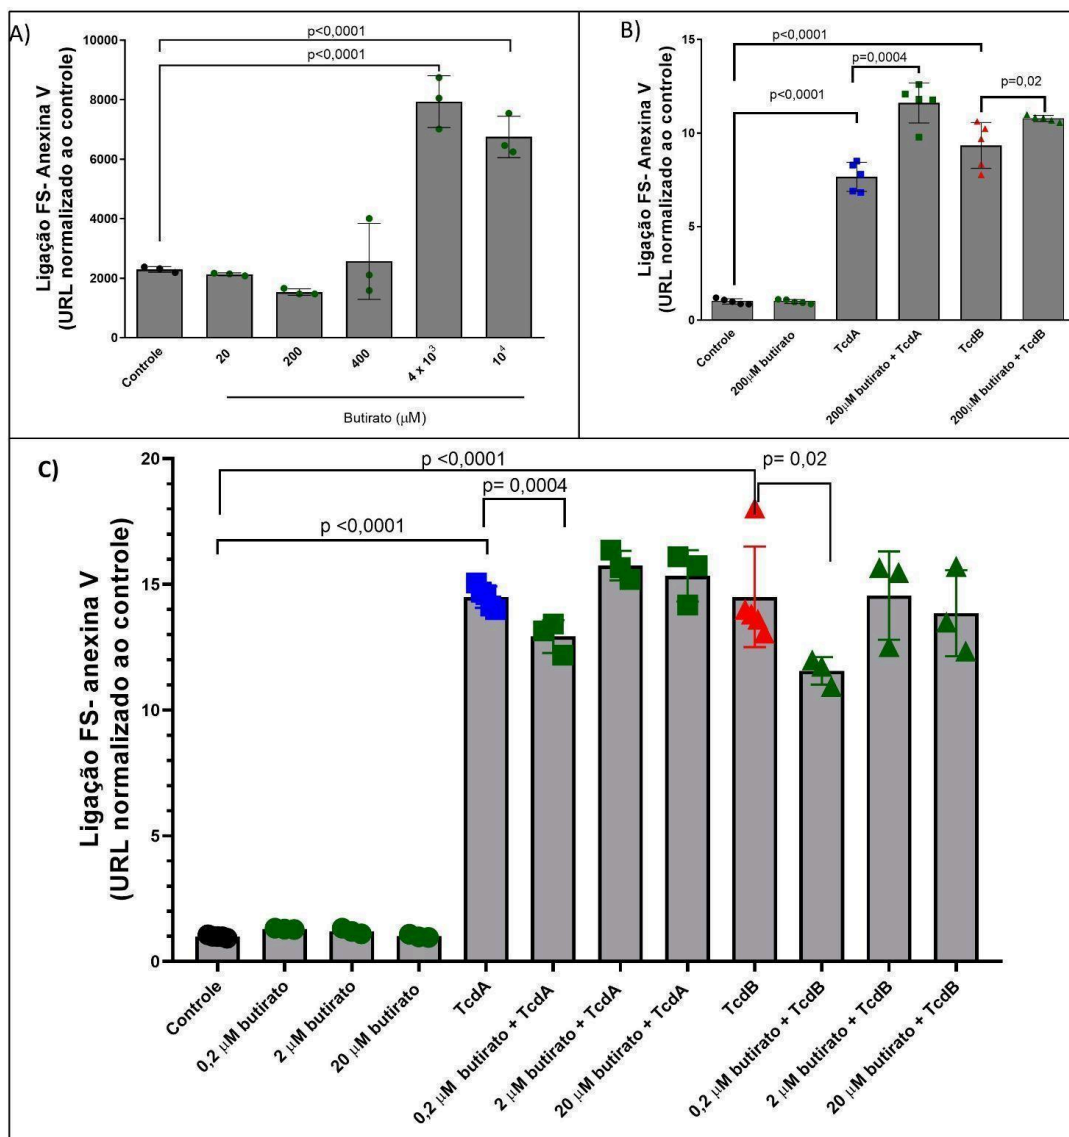 A)
Ligação FS- Anexina V
(URL normalizado ao controle)
10000
8000
6000
4000
2000
0
p<0,0001
p<0,0001
Controle
20
200
400
4 x 10³
10⁴
Butirato (μM)
B)
Ligação FS- Anexina V
(URL normalizado ao controle)
15
10
5
0
p<0,0001
p=0,0004
p=0,02
p<0,0001
Controle
200μM butirato
TcdA
200μM butirato + TcdA
TcdB
200μM butirato + TcdB
C)
Ligação FS- anexina V
(URL normalizado ao controle)
20
15
10
5
0
p <0,0001
p= 0,02
p= 0,0004
p <0,0001
Controle
0,2 μM butirato
2 μM butirato
20 μM butirato
TcdA
0,2 μM butirato + TcdA
2 μM butirato + TcdA
20 μM butirato + TcdA
TcdB
0,2 μM butirato + TcdB
2 μM butirato + TcdB
20 μM butirato + TcdB